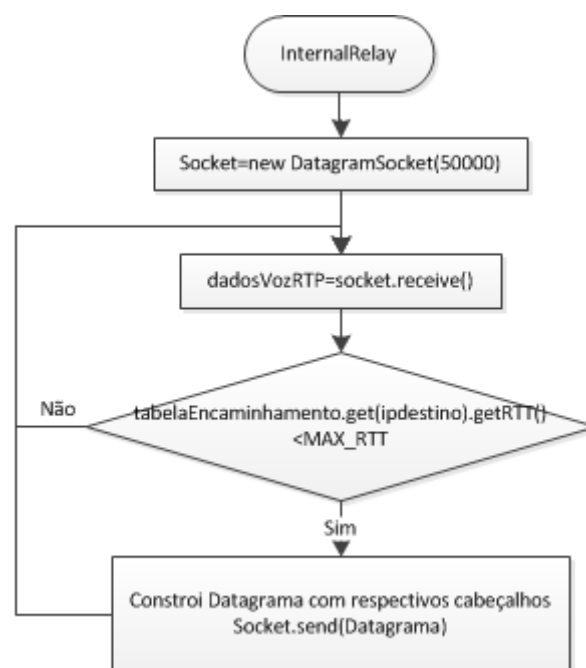 InternalRelay
Socket=new DatagramSocket(50000)
dadosVozRTP=socket.receive()
Não
tabelaEncaminhamento.get(ipdestino).getRTT()
<MAX_RTT
Sim
Constroi Datagrama com respectivos cabeçalhos
Socket.send(Datagrama)